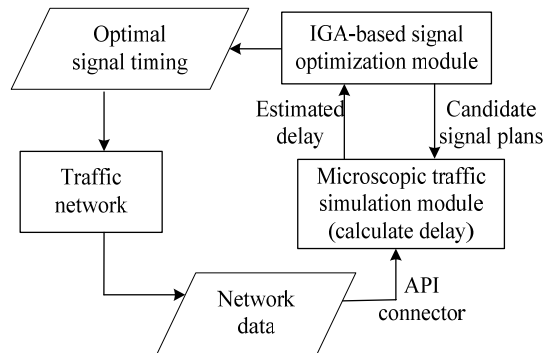 Optimal
signal timing
IGA-based signal
optimization module
Estimated
delay
Candidate
signal plans
Traffic
network
Microscopic traffic
simulation module
(calculate delay)
Network
data
API
connector